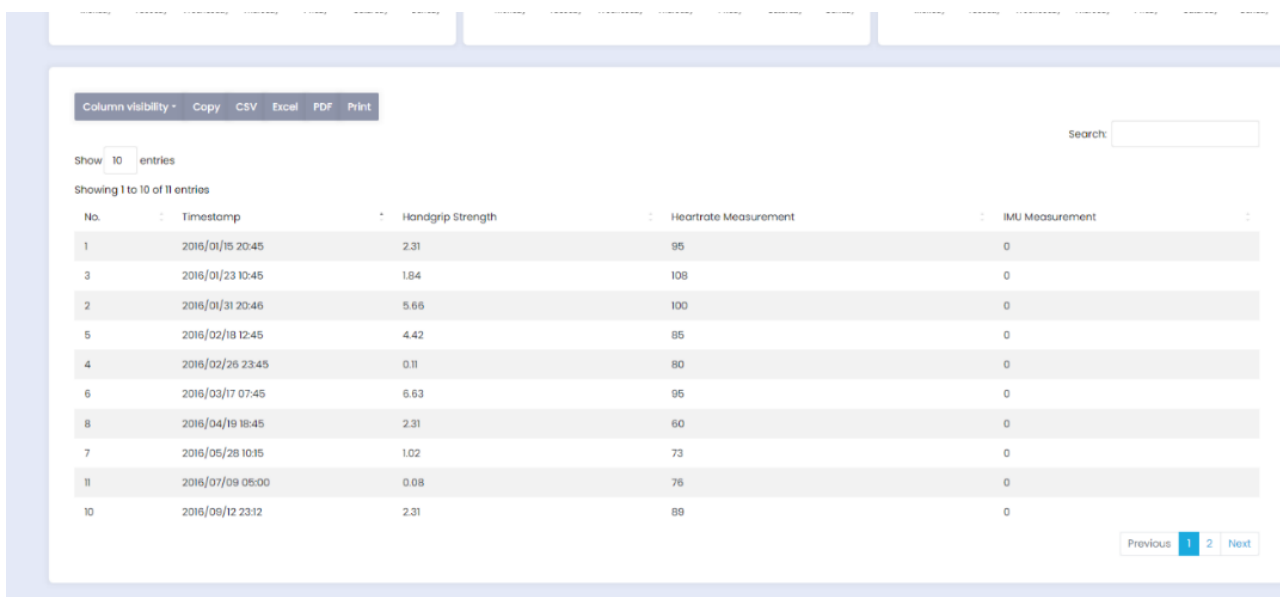 Column visibility Copy CSV Excel PDF Print
Search:
Show 10 entries
Showing 1 to 10 of 11 entries
No. Timestamp Handgrip Strength Heartrate Measurement IMU Measurement
1 2016/01/15 20:45 2.31 95 0
3 2016/01/23 10:45 1.84 108 0
2 2016/01/31 20:46 5.66 100 0
5 2016/02/18 12:45 4.42 85 0
4 2016/02/26 23:45 0.11 80 0
6 2016/03/17 07:45 6.63 95 0
8 2016/04/19 18:45 2.31 60 0
7 2016/05/28 10:15 1.02 73 0
11 2016/07/09 05:00 0.08 76 0
10 2016/09/12 23:12 2.31 89 0
Previous 1 2 Next